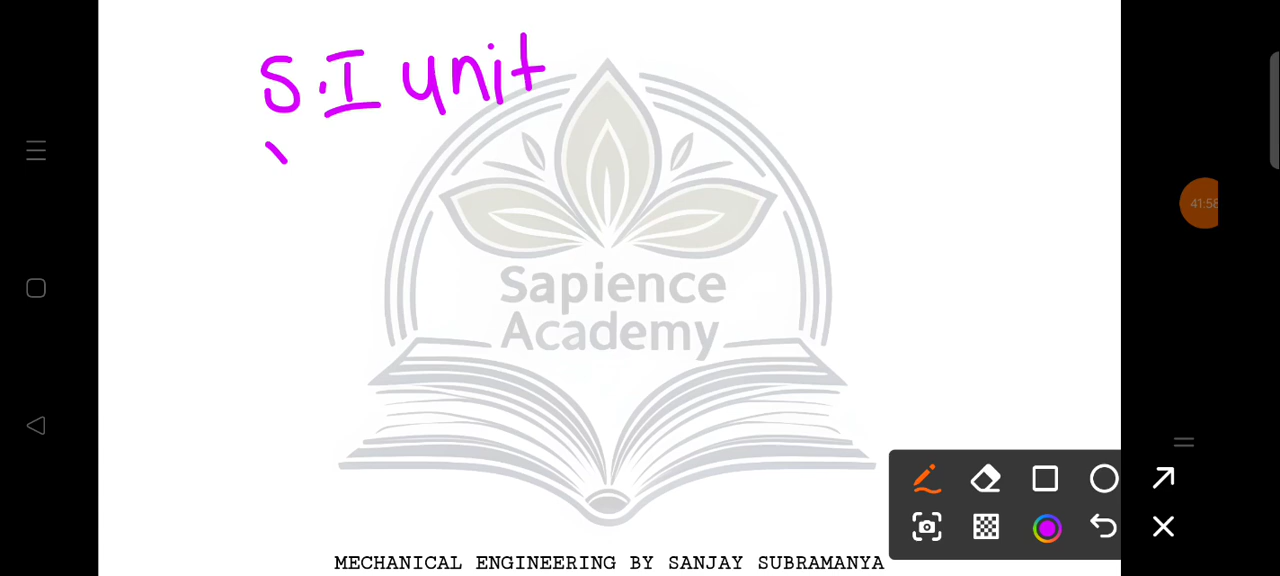 S.I unit
41:58
Sapience
Academy
MECHANICAL ENGINEERING BY SANJAY SUBRAMANYA